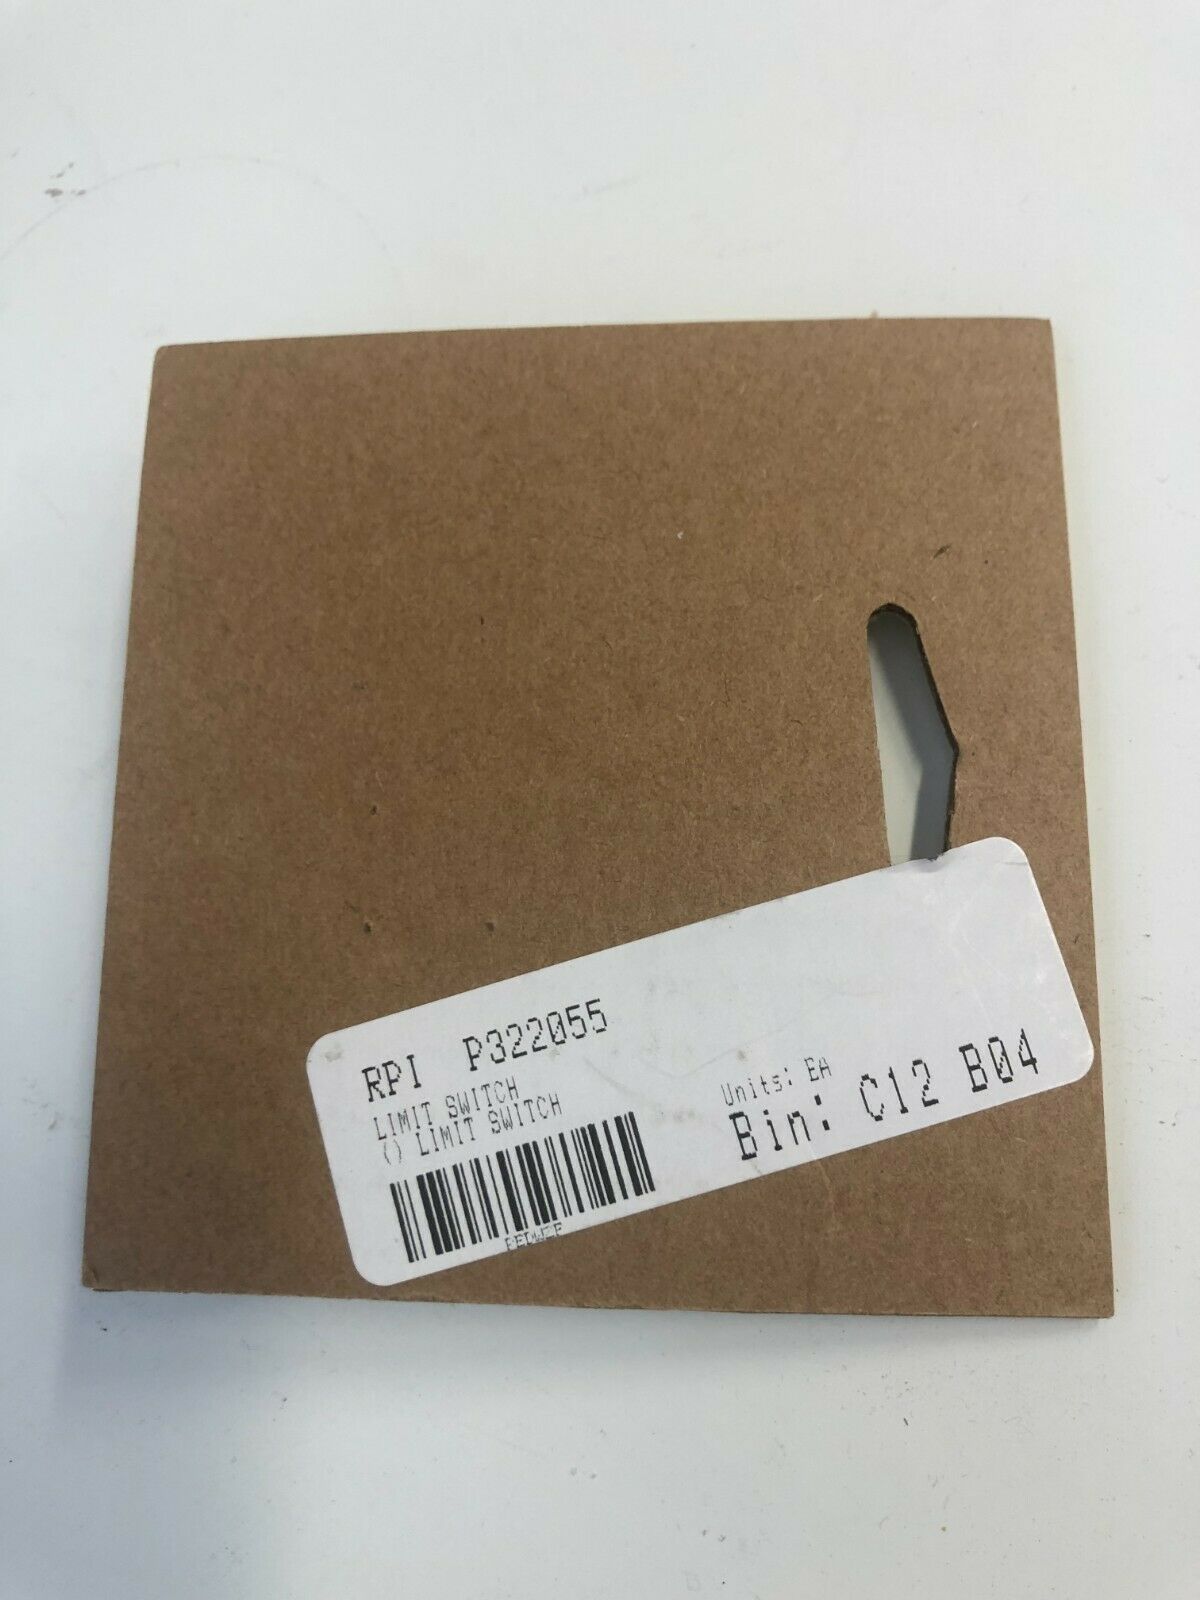 RPI P322055
LIMIT SWITCH
() LIMIT SWITCH
Units: EA
Bin: C12 B04